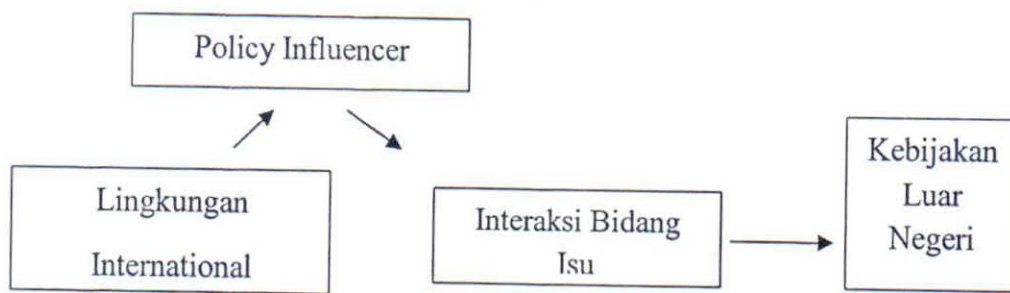 Policy Influencer
Lingkungan
International
Interaksi Bidang
Isu
Kebijakan
Luar
Negeri